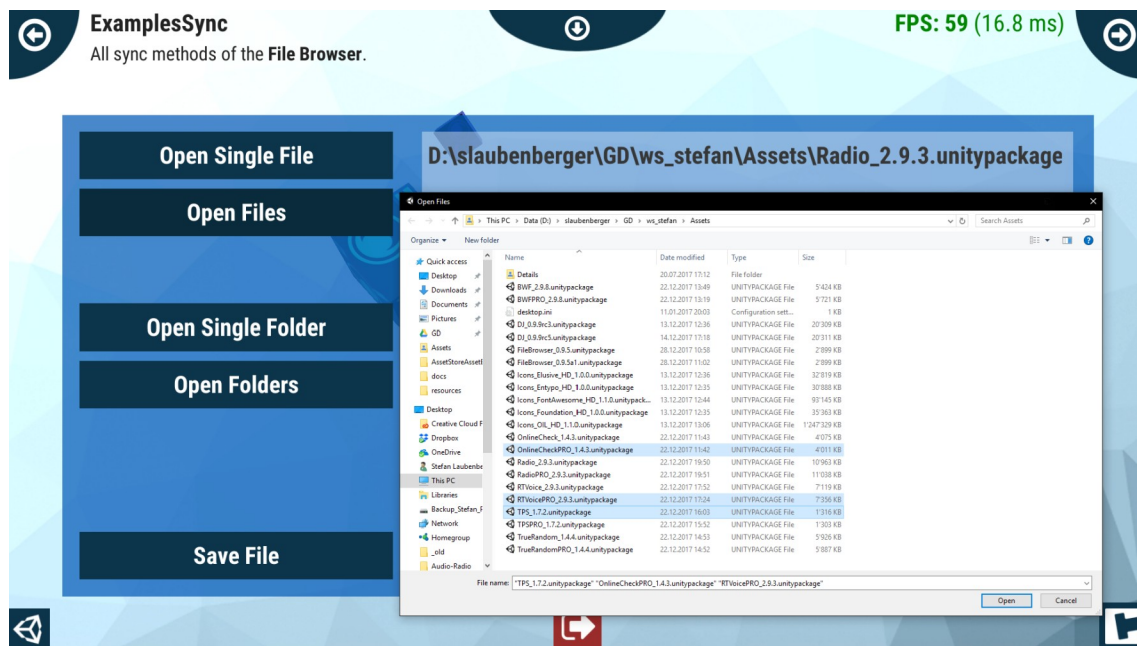 ExamplesSync
All sync methods of the File Browser.
FPS: 59 (16.8 ms)
Open Single File
D:\slaubenberger\GD\ws_stefan\Assets\Radio_2.9.3.unitypackage
Open Files
Open Single Folder
Open Folders
Save File
Open Files
This PC > Data (D:) > slaubenberger > GD > ws_stefan > Assets
Search Assets
Organize
New folder
Quick access
Desktop
Downloads
Documents
Pictures
GD
Assets
AssetStoreAssetE
docs
resources
Desktop
Creative Cloud F
Dropbox
OneDrive
Stefan Laubenbe
This PC
Libraries
Backup_Stefan_F
Network
Homegroup
_old
Audio-Radio
Name Date modified Type Size
Details 20.07.2017 17:12 File folder
BWF_2.9.8.unitypackage 22.12.2017 13:49 UNITYPACKAGE File 5'424 KB
BWFPRO_2.9.8.unitypackage 22.12.2017 13:19 UNITYPACKAGE File 5'721 KB
desktop.ini 11.01.2017 20:03 Configuration sett... 1 KB
DJ_0.9.9rc3.unitypackage 13.12.2017 12:36 UNITYPACKAGE File 20'309 KB
DJ_0.9.9rc5.unitypackage 14.12.2017 17:18 UNITYPACKAGE File 20'311 KB
FileBrowser_0.9.5.unitypackage 28.12.2017 10:58 UNITYPACKAGE File 2'899 KB
FileBrowser_0.9.5a1.unitypackage 28.12.2017 11:02 UNITYPACKAGE File 2'899 KB
Icons_Elusive_HD_1.0.0.unitypackage 13.12.2017 12:36 UNITYPACKAGE File 32'819 KB
Icons_Entypo_HD_1.0.0.unitypackage 13.12.2017 12:35 UNITYPACKAGE File 30'888 KB
Icons_FontAwesome_HD_1.1.0.unitypack... 13.12.2017 12:44 UNITYPACKAGE File 93'145 KB
Icons_Foundation_HD_1.0.0.unitypackage 13.12.2017 12:35 UNITYPACKAGE File 35'363 KB
Icons_OIL_HD_1.1.0.unitypackage 13.12.2017 13:06 UNITYPACKAGE File 1'247'329 KB
OnlineCheck_1.4.3.unitypackage 22.12.2017 11:43 UNITYPACKAGE File 4'075 KB
OnlineCheckPRO_1.4.3.unitypackage 22.12.2017 11:42 UNITYPACKAGE File 4'011 KB
Radio_2.9.3.unitypackage 22.12.2017 19:50 UNITYPACKAGE File 10'963 KB
RadioPRO_2.9.3.unitypackage 22.12.2017 19:51 UNITYPACKAGE File 11'038 KB
RTVoice_2.9.3.unitypackage 22.12.2017 17:52 UNITYPACKAGE File 7'119 KB
RTVoicePRO_2.9.3.unitypackage 22.12.2017 17:24 UNITYPACKAGE File 7'356 KB
TPS_1.7.2.unitypackage 22.12.2017 16:03 UNITYPACKAGE File 1'316 KB
TPSPRO_1.7.2.unitypackage 22.12.2017 15:52 UNITYPACKAGE File 1'303 KB
TrueRandom_1.4.4.unitypackage 22.12.2017 14:53 UNITYPACKAGE File 5'926 KB
TrueRandomPRO_1.4.4.unitypackage 22.12.2017 14:52 UNITYPACKAGE File 5'887 KB
File name: "TPS_1.7.2.unitypackage" "OnlineCheckPRO_1.4.3.unitypackage" "RTVoicePRO_2.9.3.unitypackage"
Open
Cancel